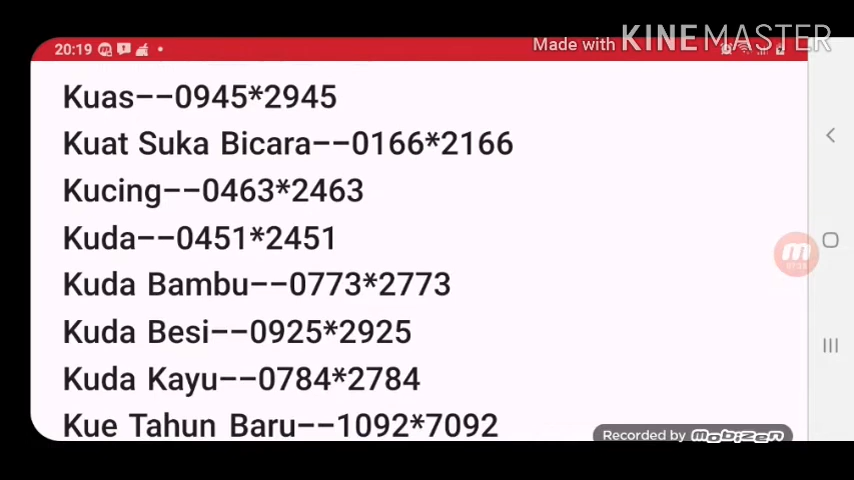 20:19
Made with KINEMASTER
Kuas––0945*2945
Kuat Suka Bicara––0166*2166
Kucing––0463*2463
Kuda––0451*2451
Kuda Bambu––0773*2773
Kuda Besi––0925*2925
Kuda Kayu––0784*2784
Kue Tahun Baru––1092*7092
Recorded by Mobizen